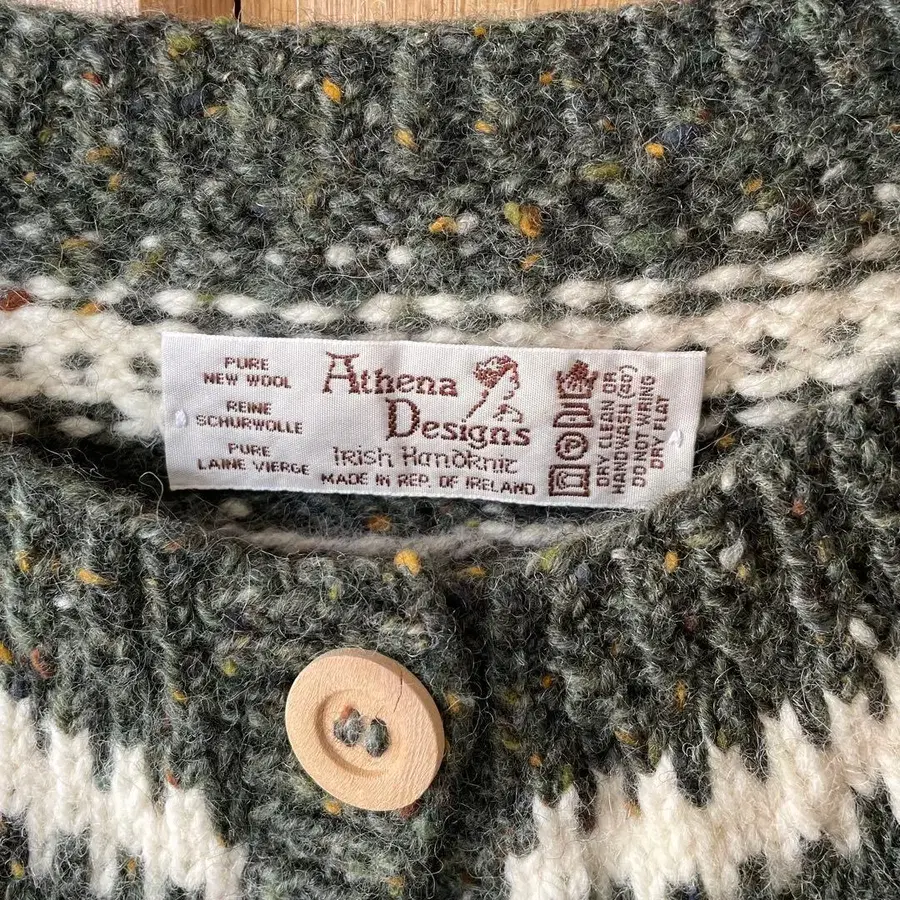 PURE
NEW WOOL
REINE
SCHURWOLLE
PURE
LAINE VIERGE
Athena
Designs
Irish Handknit
MADE IN REP. OF IRELAND
DRY CLEAN OR
HANDWASH (40°)
DO NOT WRING
DRY FLAT